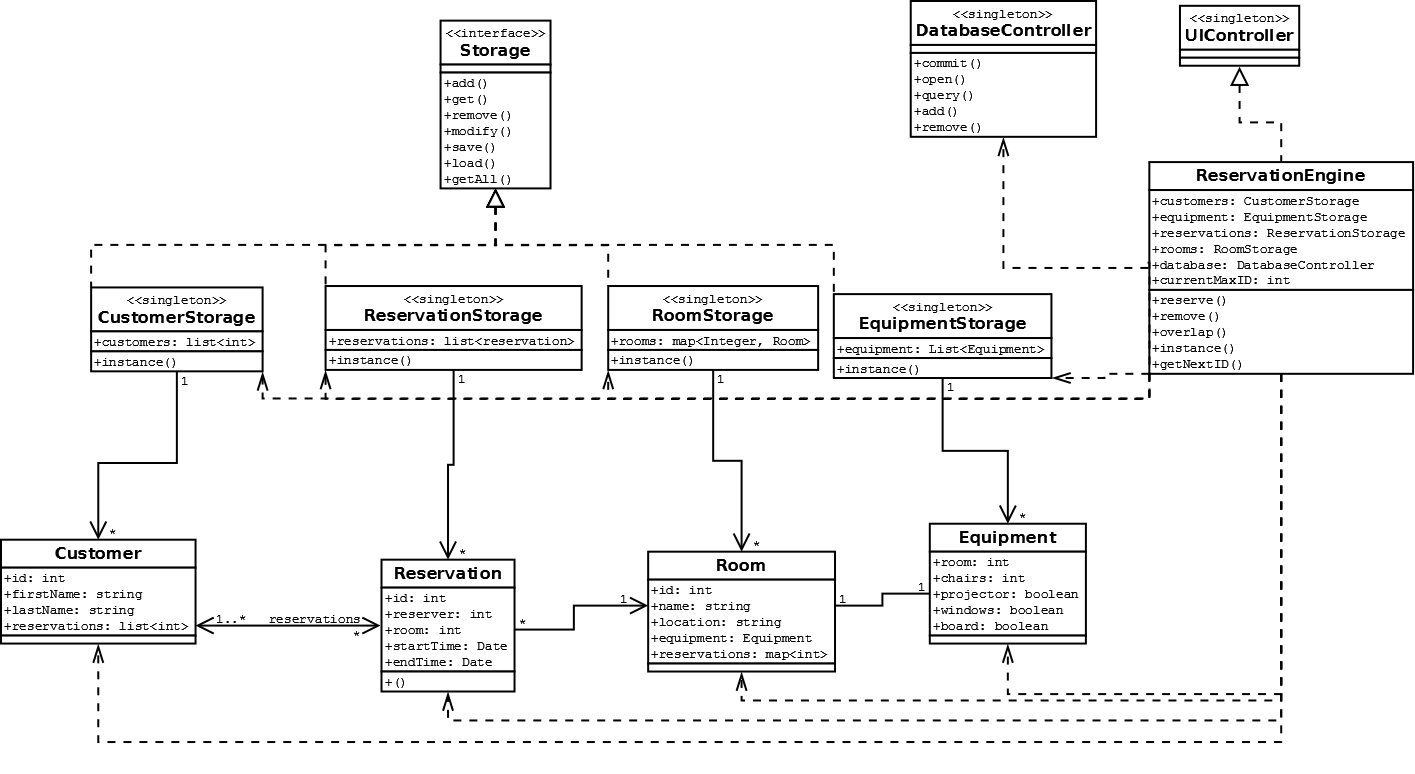 <<interface>>
Storage
+add()
+get()
+remove()
+modify()
+save()
+load()
+getAll()
<<singleton>>
DatabaseController
+commit()
+open()
+query()
+add()
+remove()
<<singleton>>
UIController
ReservationEngine
+customers: CustomerStorage
+equipment: EquipmentStorage
+reservations: ReservationStorage
+rooms: RoomStorage
+database: DatabaseController
+currentMaxID: int
+reserve()
+remove()
+overlap()
+instance()
+getNextID()
<<singleton>>
CustomerStorage
+customers: list<int>
+instance()
1
<<singleton>>
ReservationStorage
+reservations: list<reservation>
+instance()
1
<<singleton>>
RoomStorage
+rooms: map<Integer, Room>
+instance()
1
<<singleton>>
EquipmentStorage
+equipment: List<Equipment>
+instance()
1
*
Customer
+id: int
+firstName: string
+lastName: string
+reservations: list<int>
1..* reservations
*
*
Reservation
+id: int
+reserver: int
+room: int
+startTime: Date
+endTime: Date
+()
* 1
*
Room
+id: int
+name: string
+location: string
+equipment: Equipment
+reservations: map<int>
1 1
*
Equipment
+room: int
+chairs: int
+projector: boolean
+windows: boolean
+board: boolean